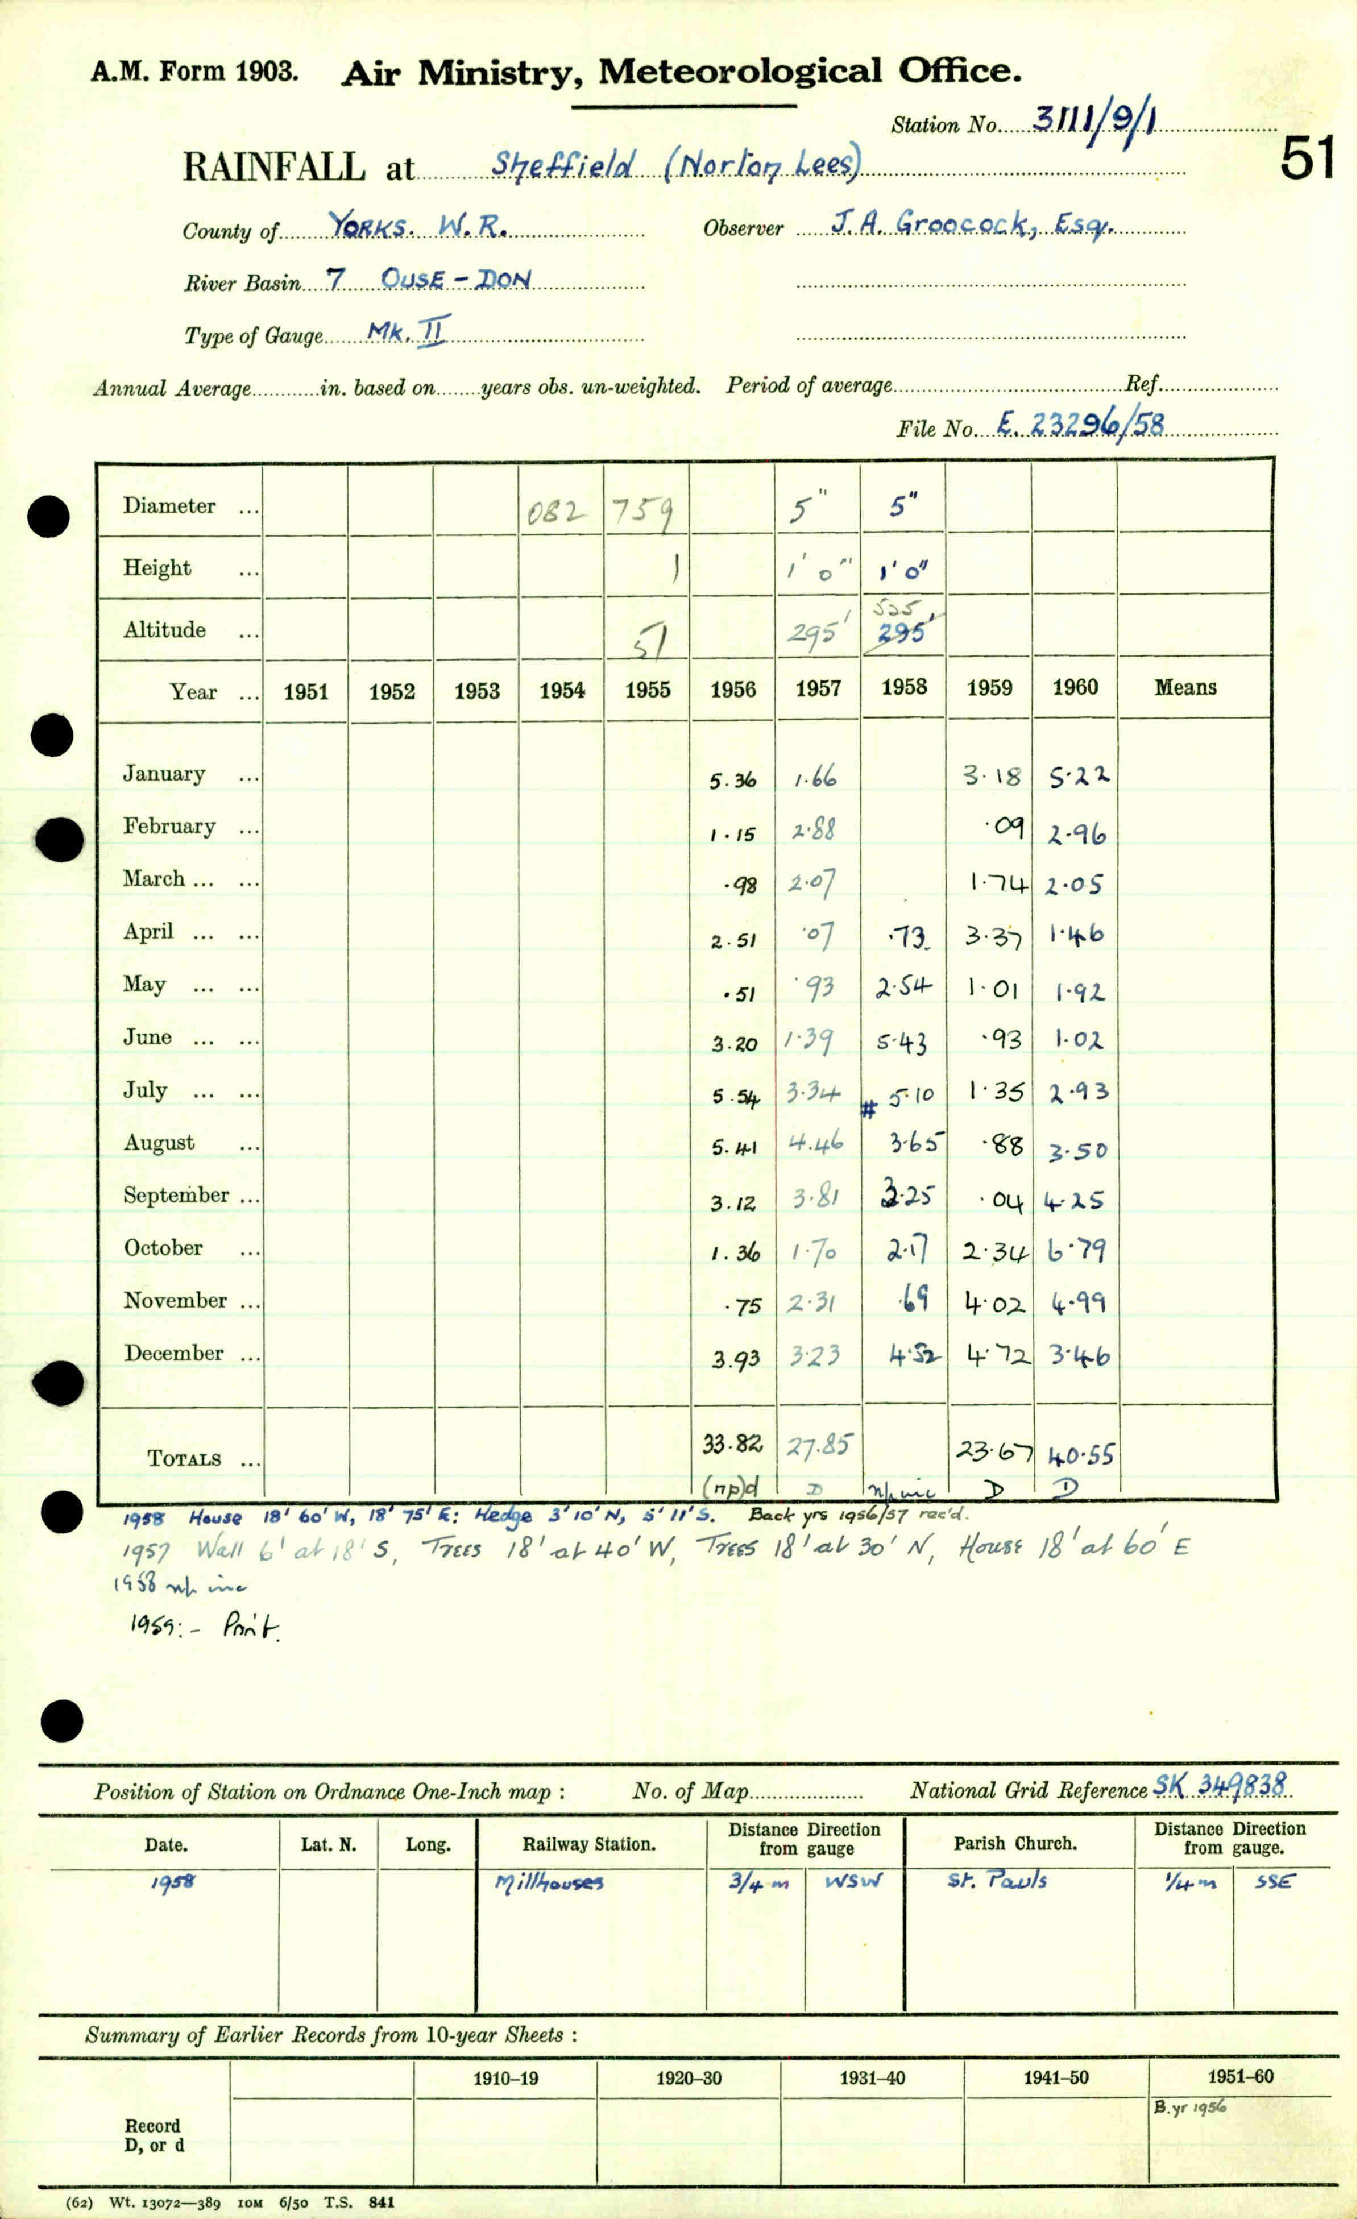 A.M. Form 1903. Air Ministry, Meteorological Office.
Station No. 3111/9/1
51
RAINFALL at Sheffield (Norton Lees)
County of YORKS. W.R. Observer J.A. Groocock, Esq.
River Basin 7 OUSE - DON
Type of Gauge Mk. II
Annual Average in. based on years obs. un-weighted. Period of average Ref.
File No. E. 23296/58
Diameter ... 082 759 5" 5"
Height ... 1 1' 0" 1' 0"
525'
Altitude ... 51 295' 295'
Year ... 1951 1952 1953 1954 1955 1956 1957 1958 1959 1960 Means
January ... 5.36 1.66 3.18 5.22
February ... 1.15 2.88 .09 2.96
March ... ... .98 2.07 1.74 2.05
April ... ... 2.51 .07 .73 3.37 1.46
May ... ... .51 .93 2.54 1.01 1.92
June ... ... 3.20 1.39 5.43 .93 1.02
July ... ... 5.54 3.34 # 5.10 1.35 2.93
August ... 5.41 4.46 3.65 .88 3.50
September ... 3.12 3.81 3.25 .04 4.25
October ... 1.36 1.70 2.17 2.34 6.79
November ... .75 2.31 .69 4.02 4.99
December ... 3.93 3.23 4.52 4.72 3.46
TOTALS ... 33.82 27.85 23.67 40.55
(np)d D np inc D D
1958 House 18' 60' W, 18' 75' E; Hedge 3' 10' N, 5' 11' S. Back yrs 1956/57 rec'd.
1957 Wall 6' at 18' S, Trees 18' at 40' W, Trees 18' at 30' N, House 18' at 60' E
1958 np inc
1959:- Print.
Position of Station on Ordnance One-Inch map : No. of Map National Grid Reference SK 349838
Date. Lat. N. Long. Railway Station. Distance Direction from gauge Parish Church. Distance Direction from gauge.
1958 Millhouses 3/4 m WSW St. Pauls 1/4 m SSE
Summary of Earlier Records from 10-year Sheets :
1910–19 1920–30 1931–40 1941–50 1951–60
B.yr 1956
Record
D, or d
(62) Wt. 13072—389 10M 6/50 T.S. 841